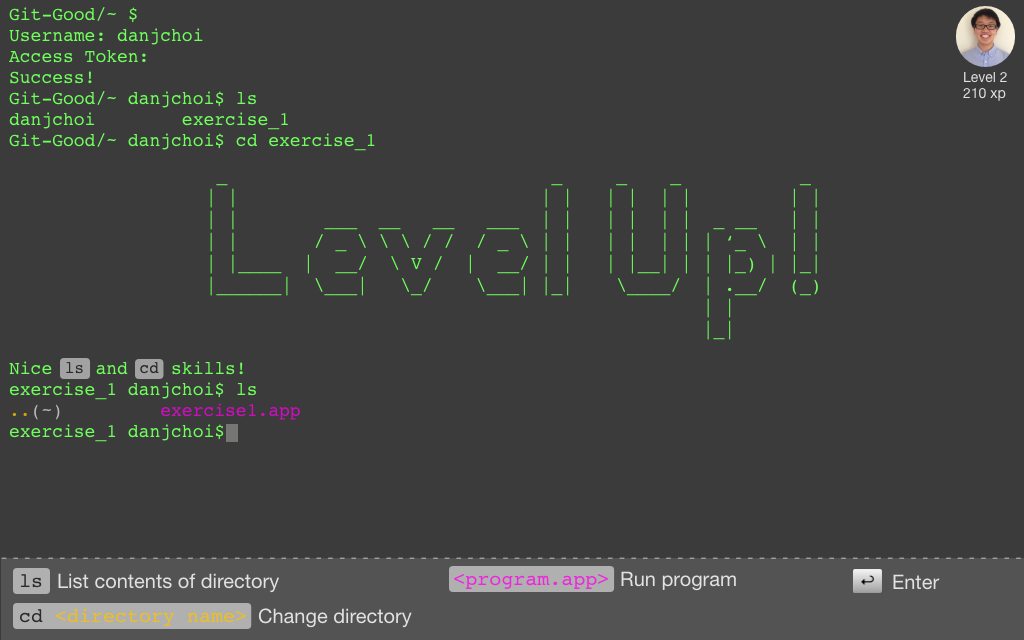 Git-Good/~ $
Username: danjchoi
Access Token:
Success!
Git-Good/~ danjchoi$ ls
danjchoi exercise_1
Git-Good/~ danjchoi$ cd exercise_1
Level Up!
Nice ls and cd skills!
exercise_1 danjchoi$ ls
..(~) exercise1.app
exercise_1 danjchoi$
Level 2
210 xp
ls List contents of directory
<program.app> Run program
↩ Enter
cd <directory name> Change directory